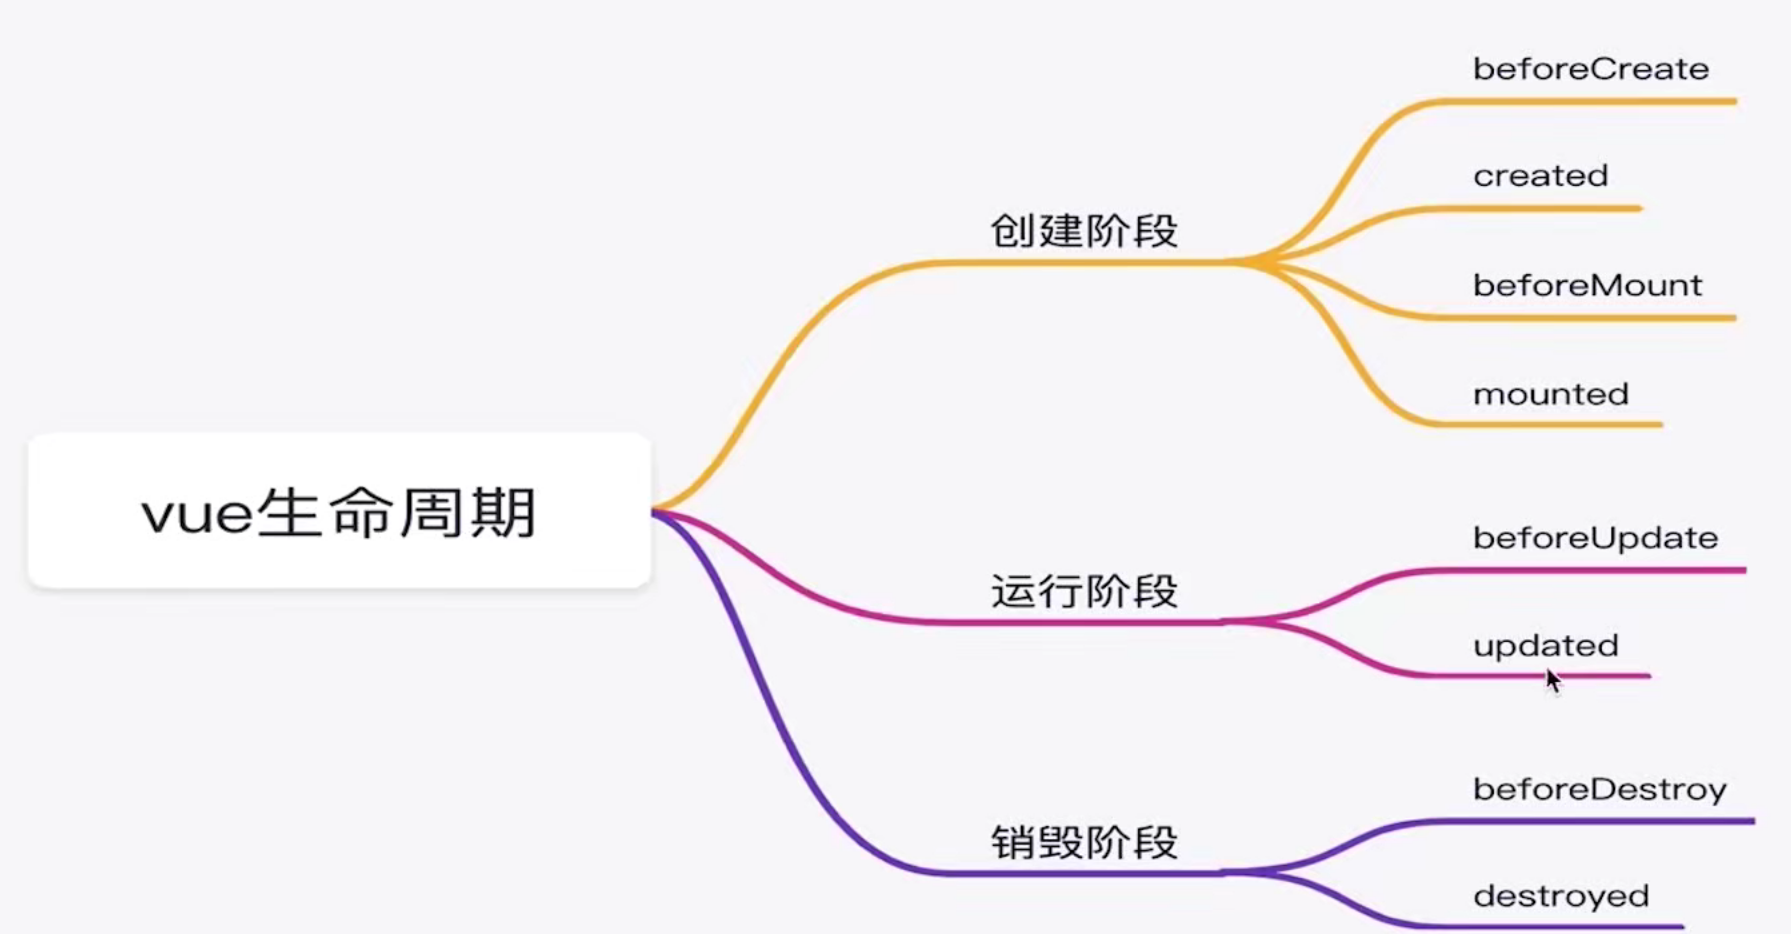 vue生命周期
创建阶段
beforeCreate
created
beforeMount
mounted
运行阶段
beforeUpdate
updated
销毁阶段
beforeDestroy
destroyed